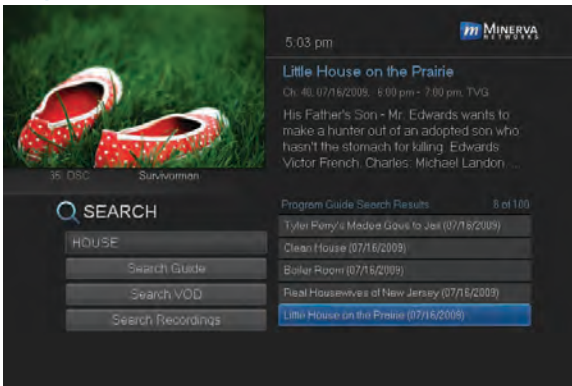 5:03 pm
m MINERVA
NETWORKS
Little House on the Prairie
Ch. 40, 07/16/2009, 6:00 pm - 7:00 pm, TVG
His Father's Son - Mr. Edwards wants to
make a hunter out of an adopted son who
hasn't the stomach for killing. Edwards:
Victor French. Charles: Michael Landon. ...
35. DSC Survivorman
SEARCH
HOUSE
Search Guide
Search VOD
Search Recordings
Program Guide Search Results 8 of 100
Tyler Perry's Madea Goes to Jail (07/16/2009)
Clean House (07/16/2009)
Boiler Room (07/16/2009)
Real Housewives of New Jersey (07/16/2009)
Little House on the Prairie (07/16/2009)